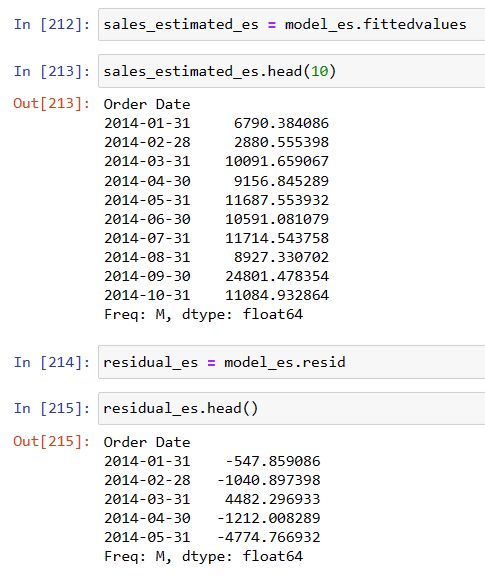 In [212]: sales_estimated_es = model_es.fittedvalues
In [213]: sales_estimated_es.head(10)
Out[213]: Order Date
2014-01-31     6790.384086
2014-02-28     2880.555398
2014-03-31    10091.659067
2014-04-30     9156.845289
2014-05-31    11687.553932
2014-06-30    10591.081079
2014-07-31    11714.543758
2014-08-31     8927.330702
2014-09-30    24801.478354
2014-10-31    11084.932864
Freq: M, dtype: float64
In [214]: residual_es = model_es.resid
In [215]: residual_es.head()
Out[215]: Order Date
2014-01-31    -547.859086
2014-02-28   -1040.897398
2014-03-31    4482.296933
2014-04-30   -1212.008289
2014-05-31   -4774.766932
Freq: M, dtype: float64